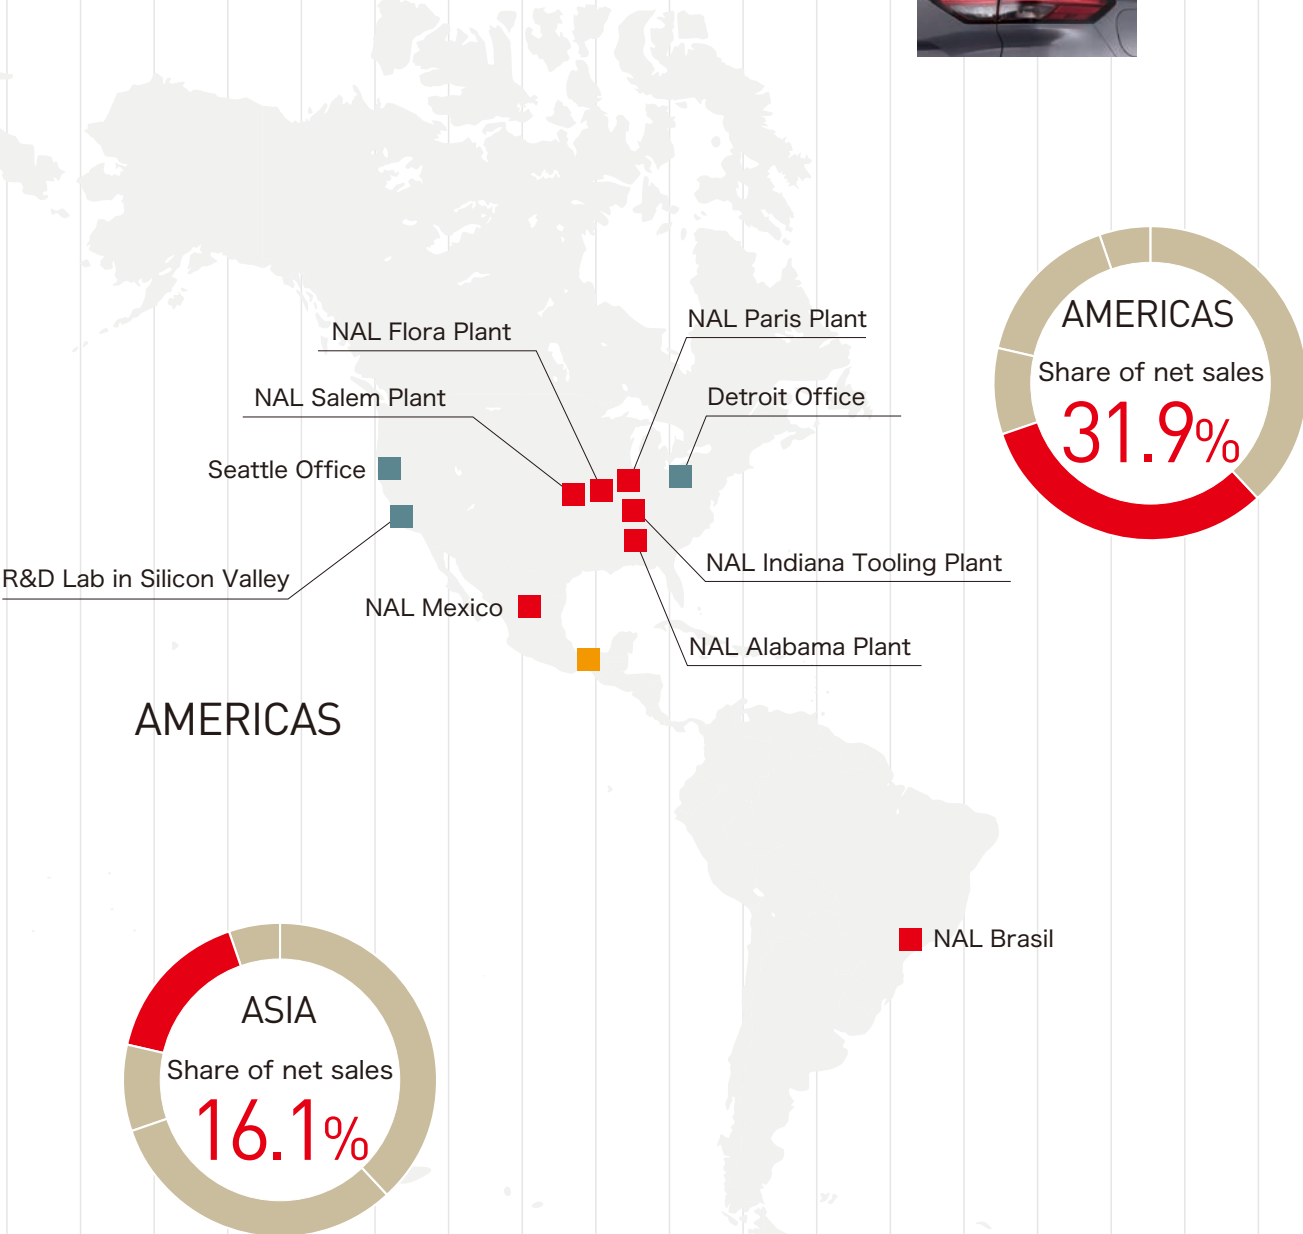 NAL Paris Plant
NAL Flora Plant
Detroit Office
NAL Salem Plant
Seattle Office
NAL Indiana Tooling Plant
R&D Lab in Silicon Valley
NAL Mexico
NAL Alabama Plant
AMERICAS
NAL Brasil
AMERICAS
Share of net sales
31.9%
ASIA
Share of net sales
16.1%